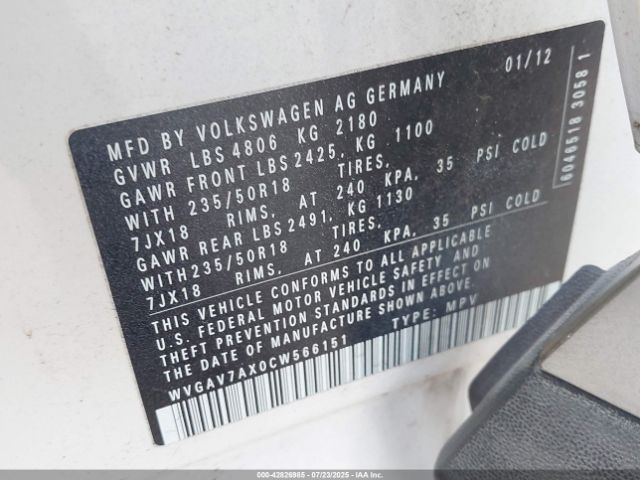 MFD BY VOLKSWAGEN AG GERMANY 01/12
GVWR LBS 4806 KG 2180
GAWR FRONT LBS 2425, KG 1100
WITH 235/50R18 TIRES,
7JX18 RIMS, AT 240 KPA, 35 PSI COLD
GAWR REAR LBS 2491, KG 1130
WITH 235/50R18 TIRES,
7JX18 RIMS, AT 240 KPA, 35 PSI COLD
THIS VEHICLE CONFORMS TO ALL APPLICABLE
U.S. FEDERAL MOTOR VEHICLE SAFETY AND
THEFT PREVENTION STANDARDS IN EFFECT ON
THE DATE OF MANUFACTURE SHOWN ABOVE.
WVGAV7AX0CW566151 TYPE: MPV
6046518 3058 1
000-42826985 | 07/23/2025 | IAAI.com